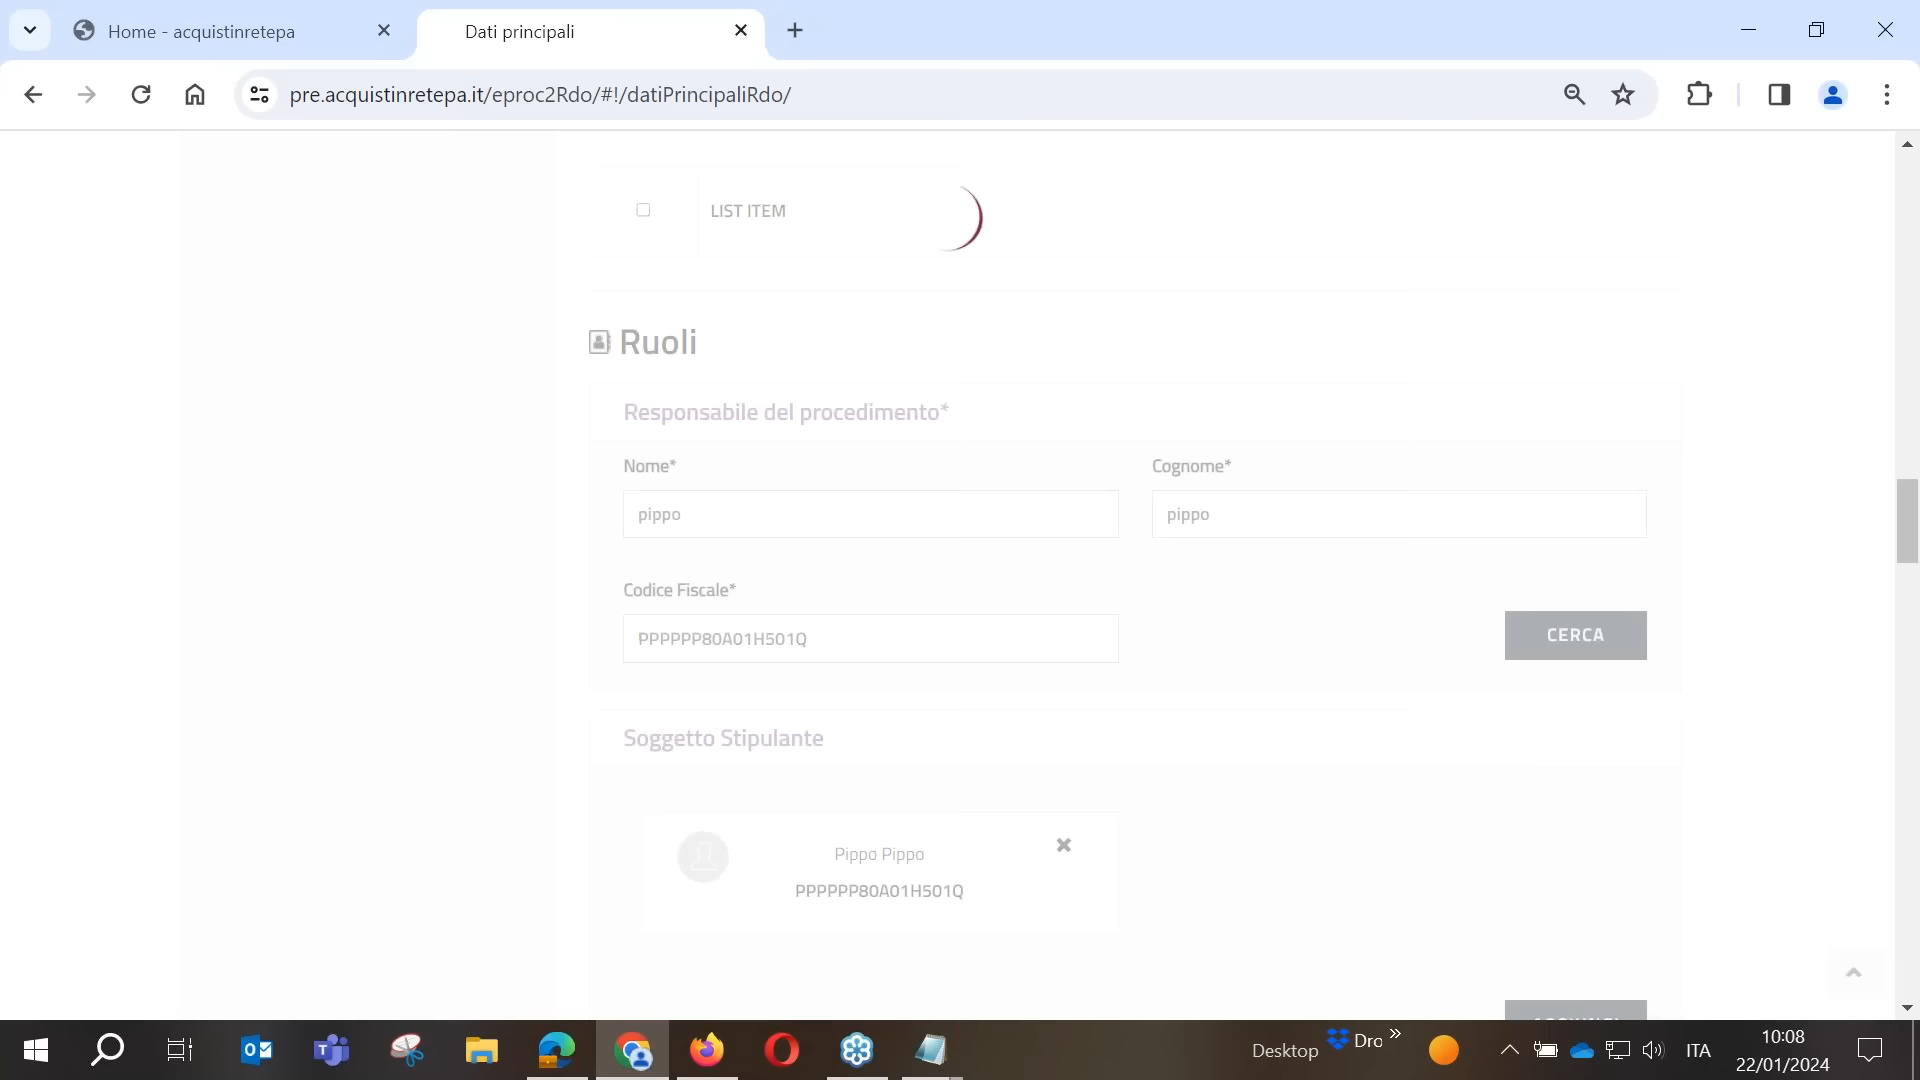 Home - acquistinretepa
Dati principali
pre.acquistinretepa.it/eproc2Rdo/#!/datiPrincipaliRdo/
LIST ITEM
Ruoli
Responsabile del procedimento*
Nome*
Cognome*
pippo
pippo
Codice Fiscale*
PPPPPP80A01H501Q
CERCA
Soggetto Stipulante
Pippo Pippo
PPPPPP80A01H501Q
Desktop
Dro
ITA
10:08
22/01/2024